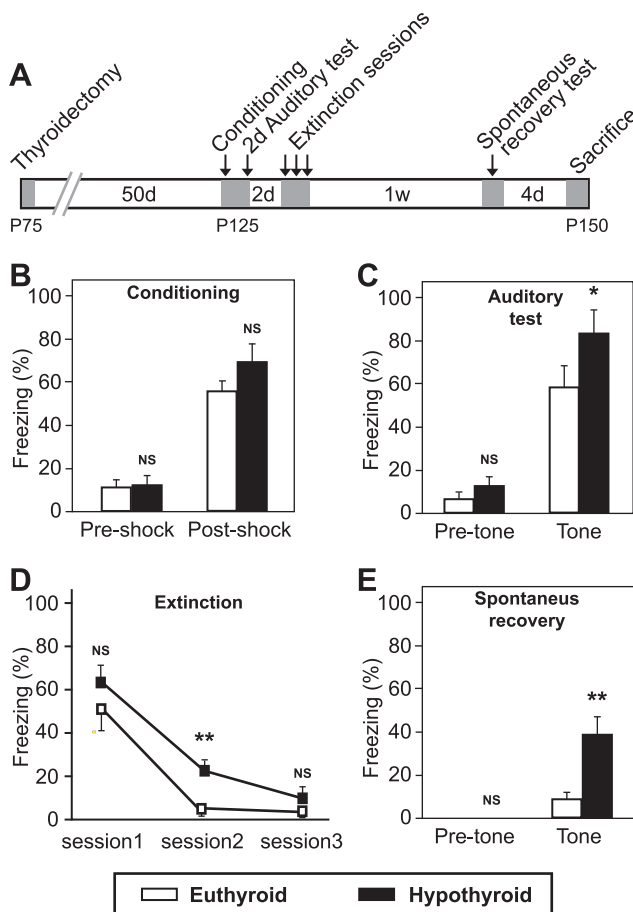 A
Thyroidectomy
Conditioning
2d Auditory test
Extinction sessions
Spontaneous
recovery test
Sacrifice
50d
2d
1w
4d
P75
P125
P150
B
Conditioning
Freezing (%)
100
80
60
40
20
0
NS
NS
Pre-shock
Post-shock
C
Auditory
test
Freezing (%)
100
80
60
40
20
0
NS
*
Pre-tone
Tone
D
Extinction
Freezing (%)
100
80
60
40
20
0
NS
**
NS
session1
session2
session3
E
Spontaneus
recovery
Freezing (%)
100
80
60
40
20
0
NS
**
Pre-tone
Tone
Euthyroid
Hypothyroid